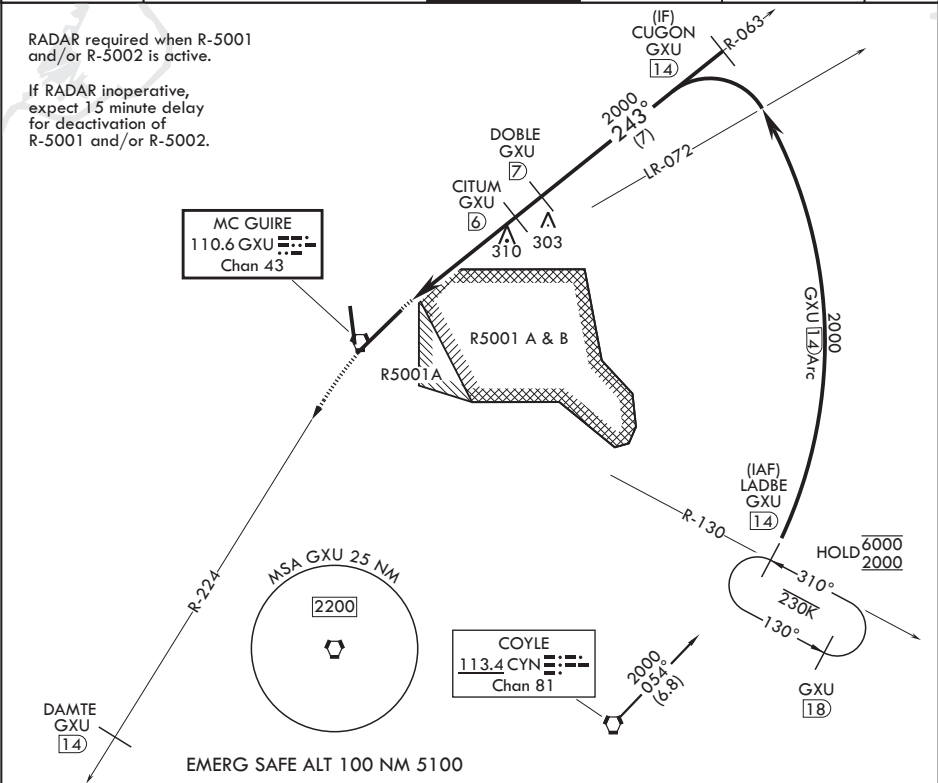 RADAR required when R-5001
and/or R-5002 is active.
If RADAR inoperative,
expect 15 minute delay
for deactivation of
R-5001 and/or R-5002.
(IF)
CUGON
GXU
14
R-063
2000
243°
(7)
LR-072
DOBLE
GXU
7
CITUM
GXU
6
310
303
MC GUIRE
110.6 GXU
Chan 43
R5001 A & B
R5001A
2000
GXU 14 Arc
(IAF)
LADBE
GXU
14
R-130
HOLD 6000
2000
310°
230K
130°
GXU
18
R-224
MSA GXU 25 NM
2200
COYLE
113.4 CYN
Chan 81
2000
054°
(6.8)
DAMTE
GXU
14
EMERG SAFE ALT 100 NM 5100